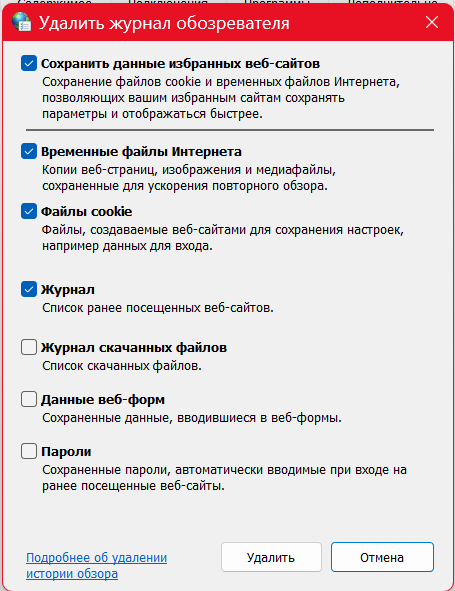 Удалить журнал обозревателя
Сохранить данные избранных веб-сайтов
Сохранение файлов cookie и временных файлов Интернета,
позволяющих вашим избранным сайтам сохранять
параметры и отображаться быстрее.
Временные файлы Интернета
Копии веб-страниц, изображения и медиафайлы,
сохраненные для ускорения повторного обзора.
Файлы cookie
Файлы, создаваемые веб-сайтами для сохранения настроек,
например данных для входа.
Журнал
Список ранее посещенных веб-сайтов.
Журнал скачанных файлов
Список скачанных файлов.
Данные веб-форм
Сохраненные данные, вводившиеся в веб-формы.
Пароли
Сохраненные пароли, автоматически вводимые при входе на
ранее посещенные веб-сайты.
Подробнее об удалении
истории обзора
Удалить
Отмена